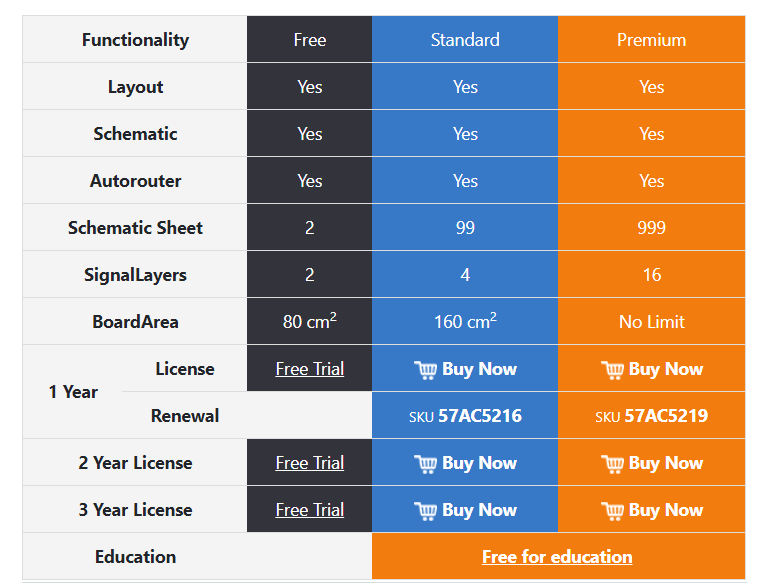 Functionality Free Standard Premium
Layout Yes Yes Yes
Schematic Yes Yes Yes
Autorouter Yes Yes Yes
Schematic Sheet 2 99 999
SignalLayers 2 4 16
BoardArea 80 cm² 160 cm² No Limit
1 Year License Free Trial Buy Now Buy Now
Renewal SKU 57AC5216 SKU 57AC5219
2 Year License Free Trial Buy Now Buy Now
3 Year License Free Trial Buy Now Buy Now
Education Free for education